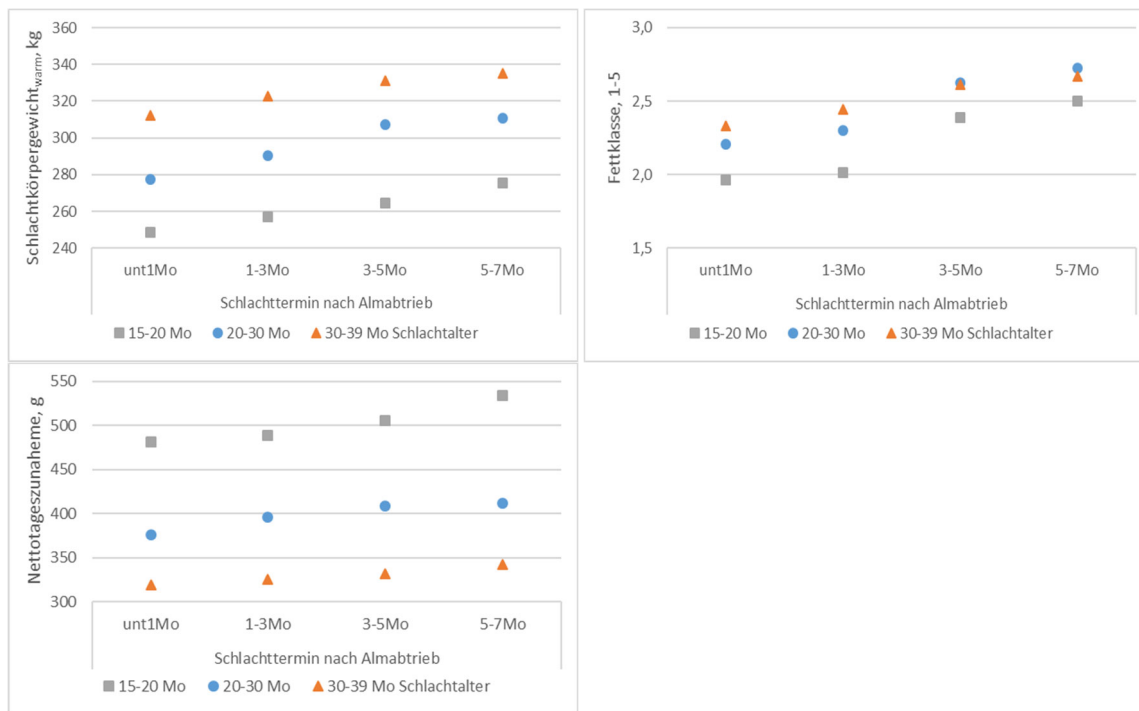 Schlachtkörpergewicht warm, kg
360
340
320
300
280
260
240
unt1Mo 1-3Mo 3-5Mo 5-7Mo
Schlachttermin nach Almabtrieb
15-20 Mo 20-30 Mo 30-39 Mo Schlachtalter
Fettklasse, 1-5
3,0
2,5
2,0
1,5
unt1Mo 1-3Mo 3-5Mo 5-7Mo
Schlachttermin nach Almabtrieb
15-20 Mo 20-30 Mo 30-39 Mo Schlachtalter
Nettotageszunaheme, g
550
500
450
400
350
300
unt1Mo 1-3Mo 3-5Mo 5-7Mo
Schlachttermin nach Almabtrieb
15-20 Mo 20-30 Mo 30-39 Mo Schlachtalter